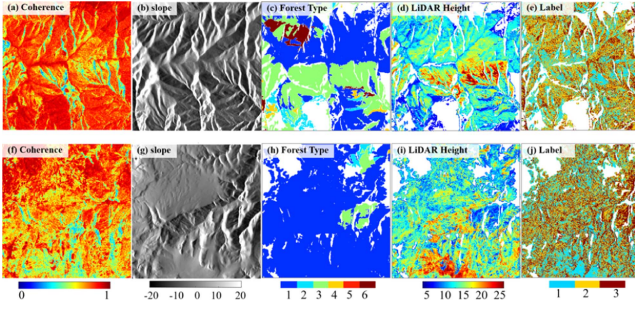 (a) Coherence (b) slope (c) Forest Type (d) LiDAR Height (e) Label
(f) Coherence (g) slope (h) Forest Type (i) LiDAR Height (j) Label
0 1 -20 -10 0 10 20 1 2 3 4 5 6 5 10 15 20 25 1 2 3